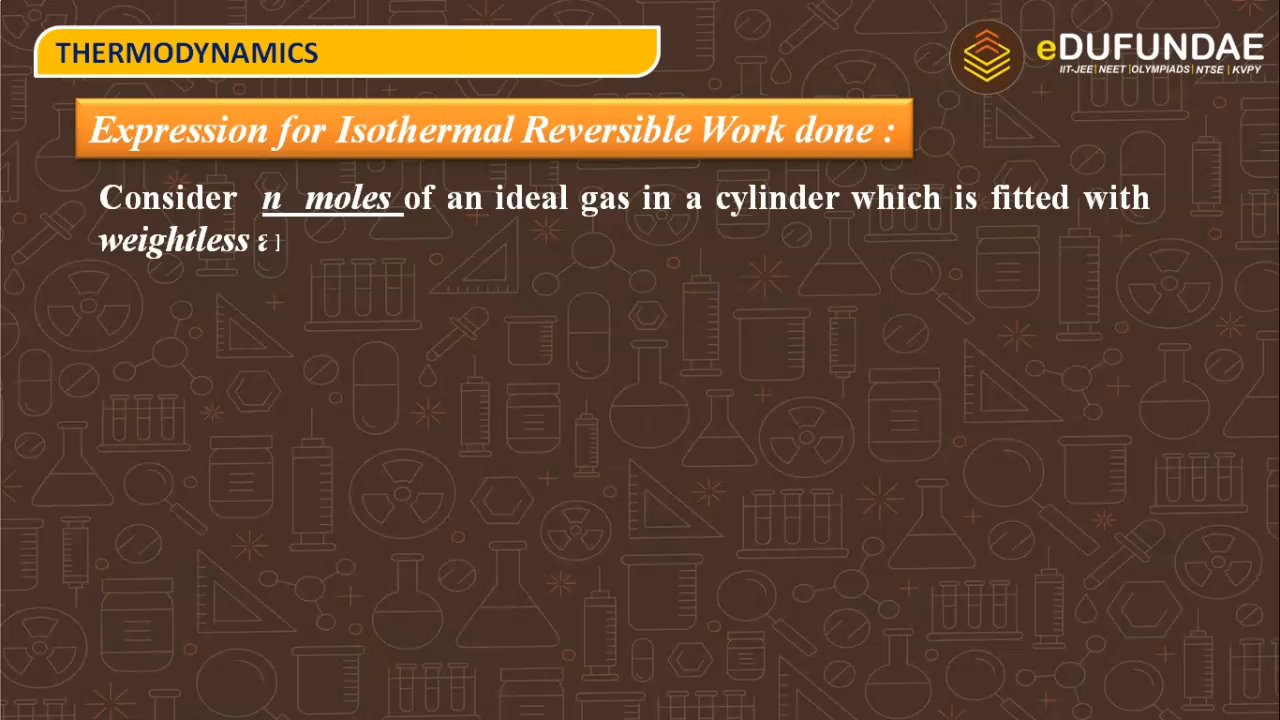 THERMODYNAMICS
eDUFUNDAE
IIT-JEE| NEET |OLYMPIADS| NTSE | KVPY
Expression for Isothermal Reversible Work done :
Consider n moles of an ideal gas in a cylinder which is fitted with
weightless